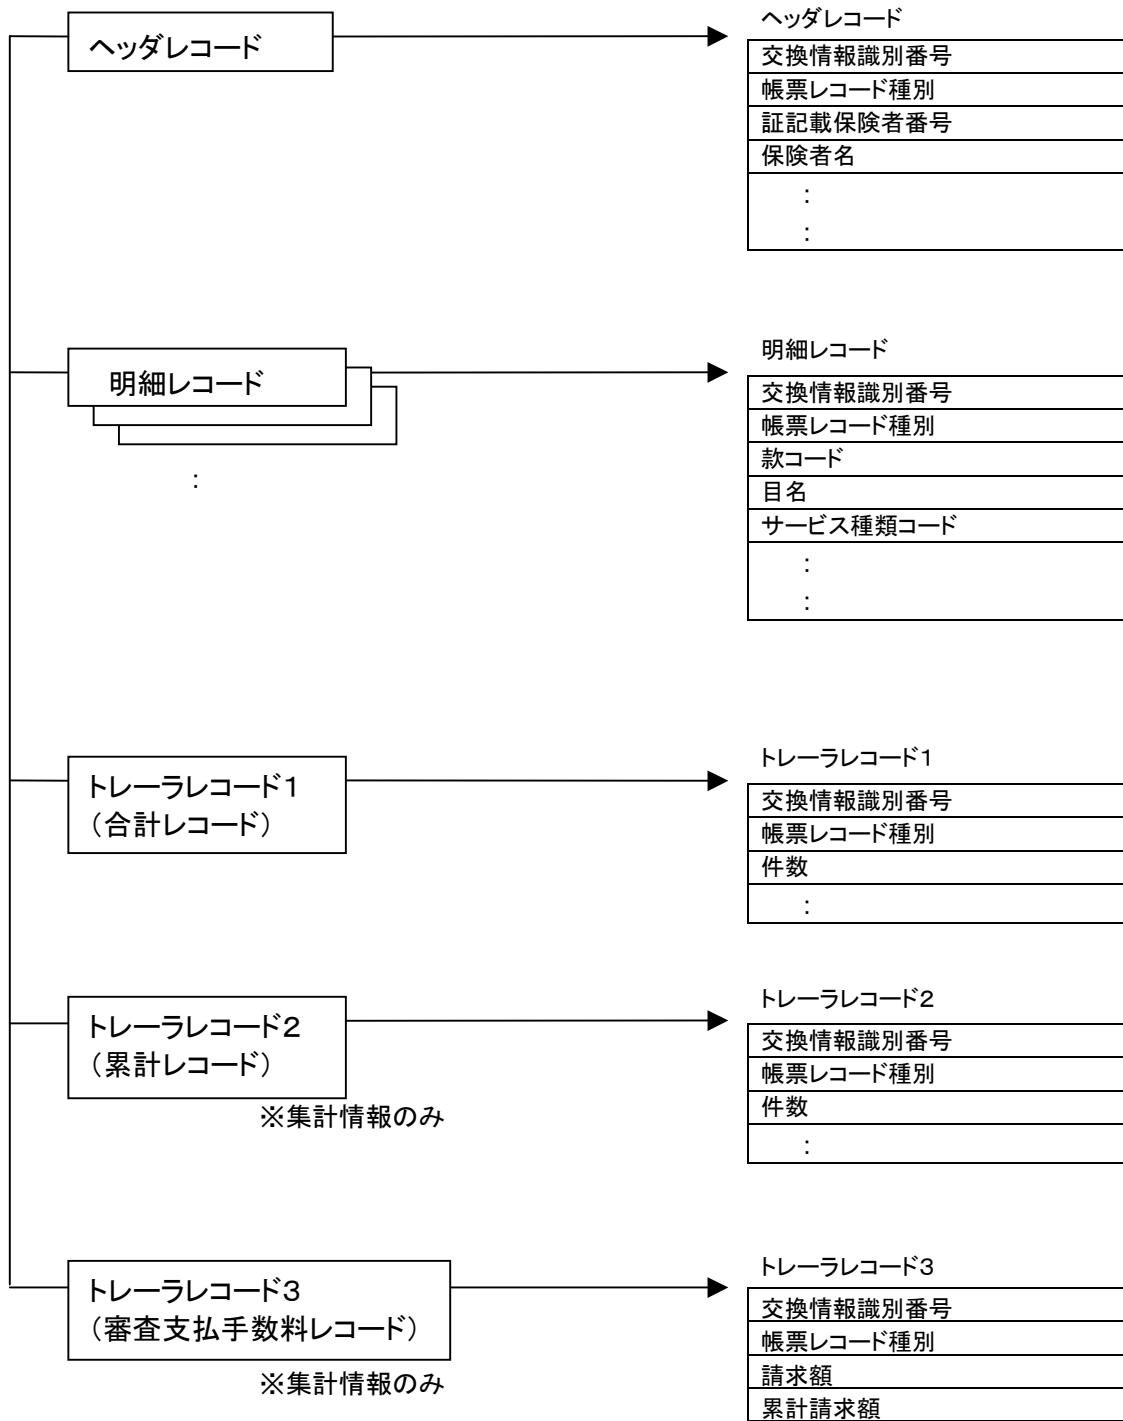 ヘッダレコード
ヘッダレコード
交換情報識別番号
帳票レコード種別
証記載保険者番号
保険者名
：
：
明細レコード
：
明細レコード
交換情報識別番号
帳票レコード種別
款コード
目名
サービス種類コード
：
：
トレーラレコード１
（合計レコード）
トレーラレコード１
交換情報識別番号
帳票レコード種別
件数
：
トレーラレコード２
（累計レコード）
※集計情報のみ
トレーラレコード２
交換情報識別番号
帳票レコード種別
件数
：
トレーラレコード３
（審査支払手数料レコード）
※集計情報のみ
トレーラレコード３
交換情報識別番号
帳票レコード種別
請求額
累計請求額